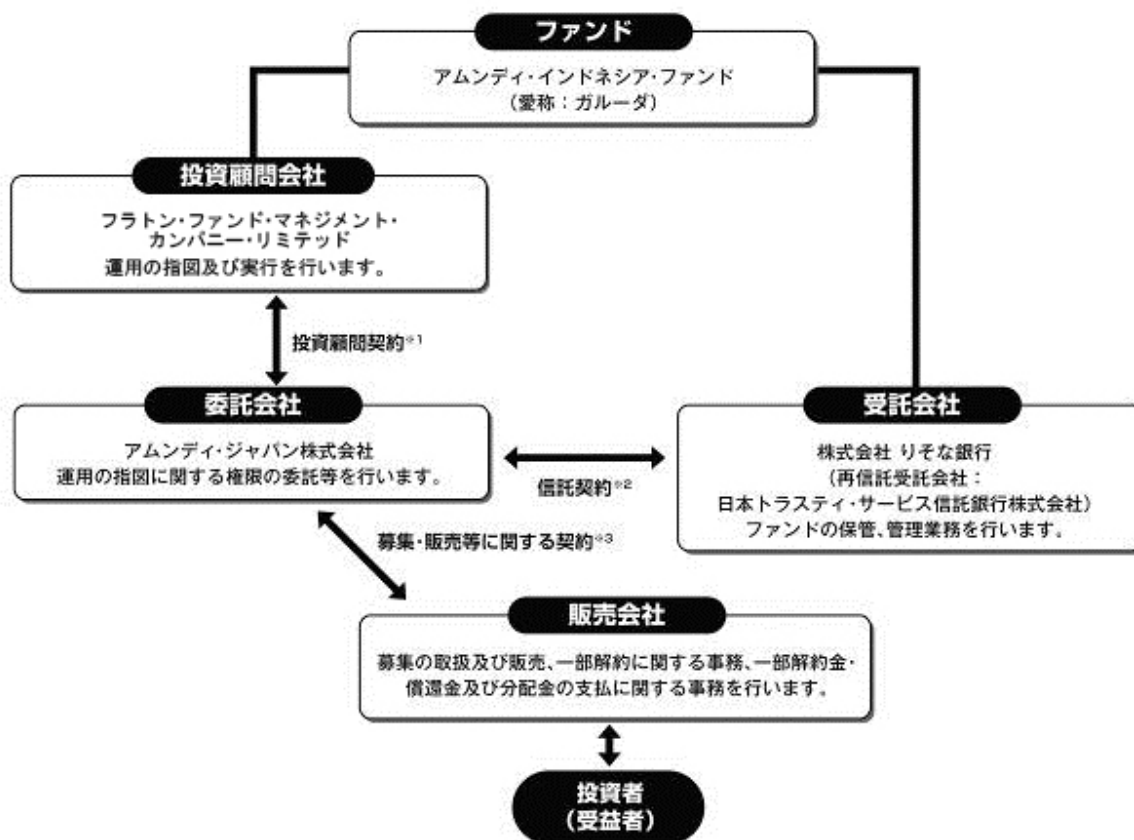 ファンド
アムンディ・インドネシア・ファンド
（愛称：ガルーダ）
投資顧問会社
フラトン・ファンド・マネジメント・
カンパニー・リミテッド
運用の指図及び実行を行います。
投資顧問契約※1
委託会社
アムンディ・ジャパン株式会社
運用の指図に関する権限の委託等を行います。
信託契約※2
受託会社
株式会社 りそな銀行
（再信託受託会社：
日本トラスティ・サービス信託銀行株式会社）
ファンドの保管、管理業務を行います。
募集・販売等に関する契約※3
販売会社
募集の取扱及び販売、一部解約に関する事務、一部解約金・
償還金及び分配金の支払に関する事務を行います。
投資者
（受益者）